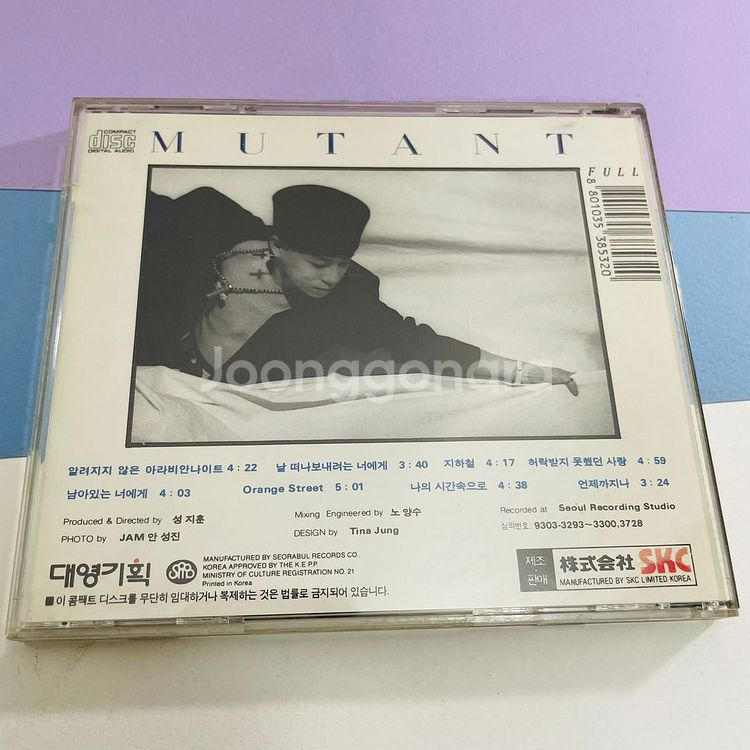 COMPACT
disc
DIGITAL AUDIO
MUTANT
FULL
8 801035 385320
Joonggonara
알려지지 않은 아라비안나이트 4 : 22 날 떠나보내려는 너에게 3 : 40 지하철 4 : 17 허락받지 못했던 사랑 4 : 59
남아있는 너에게 4 : 03 Orange Street 5 : 01 나의 시간속으로 4 : 38 언제까지나 3 : 24
Produced & Directed by 성 지훈 Mixing Engineered by 노 양수 Recorded at Seoul Recording Studio
PHOTO by JAM 안 성진 DESIGN by Tina Jung 심의번호 9303-3293~3300,3728
대영기획
SRB
MANUFACTURED BY SEORABUL RECORDS CO.
KOREA APPROVED BY THE K.E.P.P.
MINISTRY OF CULTURE REGISTRATION NO. 21
Printed in Korea
제조·판매
株式会社 SKC
MANUFACTURED BY SKC LIMITED KOREA
■ 이 콤팩트 디스크를 무단히 임대하거나 복제하는 것은 법률로 금지되어 있습니다.